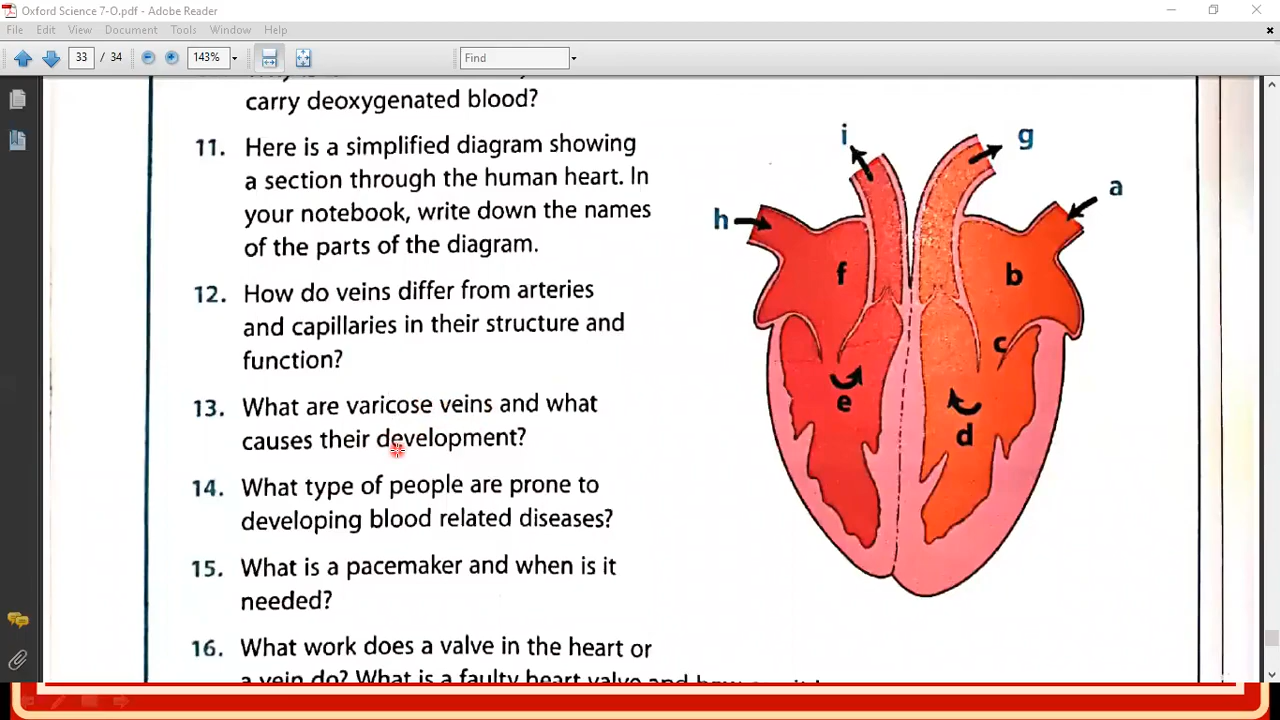 Oxford Science 7-O.pdf - Adobe Reader
File Edit View Document Tools Window Help
33 / 34 143% Find
carry deoxygenated blood?
11. Here is a simplified diagram showing
a section through the human heart. In
your notebook, write down the names
of the parts of the diagram.
12. How do veins differ from arteries
and capillaries in their structure and
function?
13. What are varicose veins and what
causes their development?
14. What type of people are prone to
developing blood related diseases?
15. What is a pacemaker and when is it
needed?
16. What work does a valve in the heart or
a vein do? What is a faulty heart valve and
i
g
a
h
f
b
c
e
d